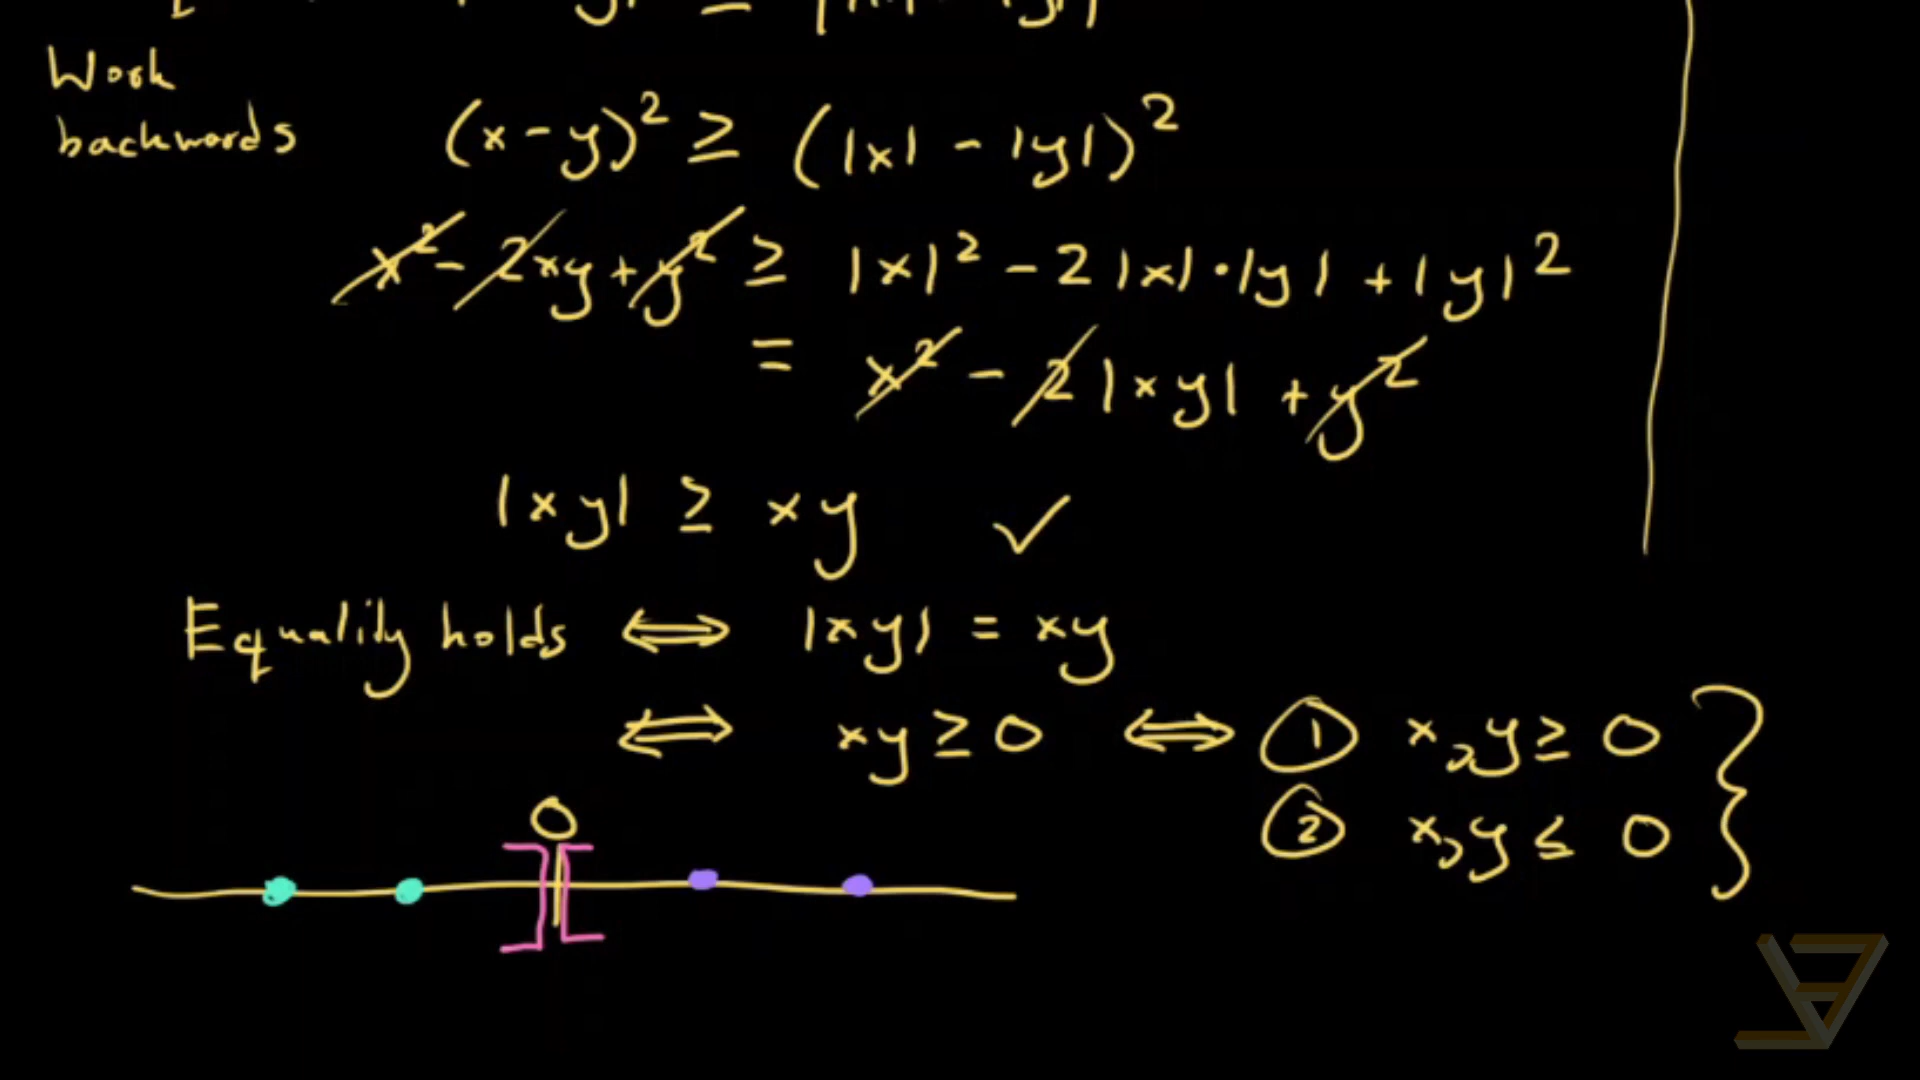 Work
backwards
(x - y)² ≥ (|x| - |y|)²
x² - 2xy + y² ≥ |x|² - 2|x|·|y| + |y|²
= x² - 2|xy| + y²
|xy| ≥ xy ✓
Equality holds ⟺ |xy| = xy
⟺ xy ≥ 0 ⟺ ① x, y ≥ 0
② x, y ≤ 0
0